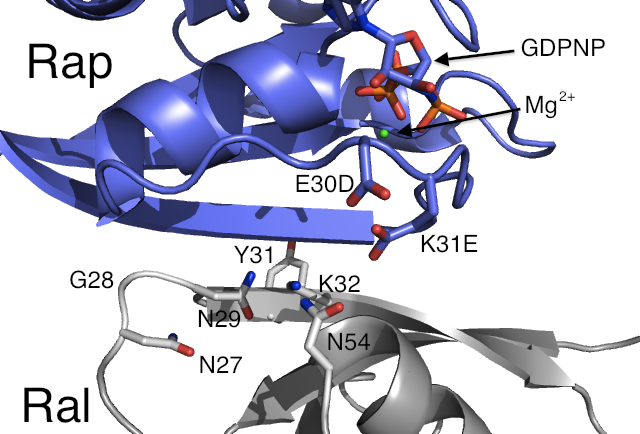 Rap
GDPNP
Mg²⁺
E30D
K31E
Y31
G28
K32
N29
N54
N27
Ral